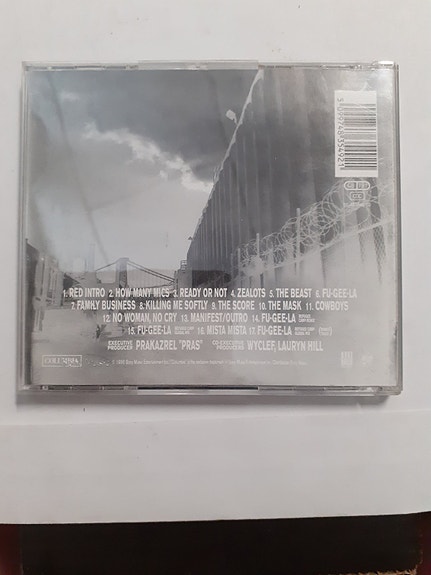 5099748354921
1. RED INTRO 2. HOW MANY MICS 3. READY OR NOT 4. ZEALOTS 5. THE BEAST 6. FU-GEE-LA
7. FAMILY BUSINESS 8. KILLING ME SOFTLY 9. THE SCORE 10. THE MASK 11. COWBOYS
12. NO WOMAN, NO CRY 13. MANIFEST/OUTRO 14. FU-GEE-LA
15. FU-GEE-LA 16. MISTA MISTA 17. FU-GEE-LA
EXECUTIVE PRODUCER PRAKAZREL "PRAS" CO-EXECUTIVE PRODUCERS WYCLEF, LAURYN HILL
COLUMBIA